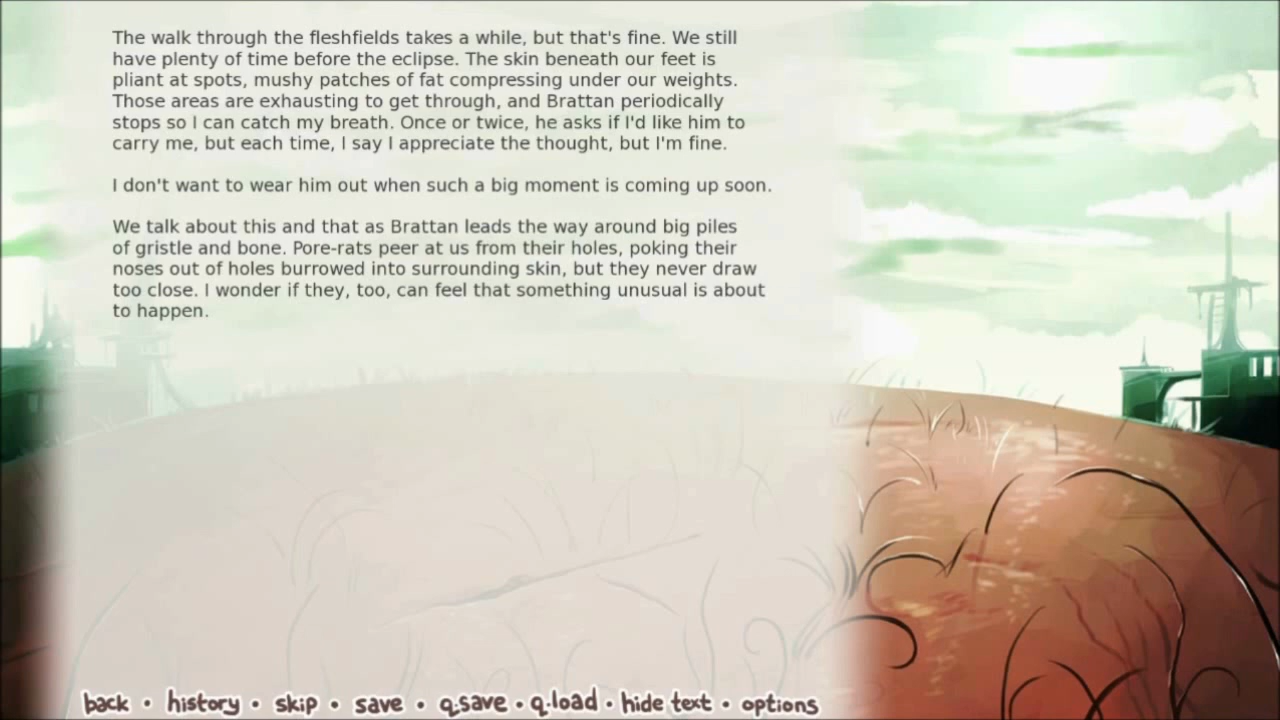 The walk through the fleshfields takes a while, but that's fine. We still
have plenty of time before the eclipse. The skin beneath our feet is
pliant at spots, mushy patches of fat compressing under our weights.
Those areas are exhausting to get through, and Brattan periodically
stops so I can catch my breath. Once or twice, he asks if I'd like him to
carry me, but each time, I say I appreciate the thought, but I'm fine.
I don't want to wear him out when such a big moment is coming up soon.
We talk about this and that as Brattan leads the way around big piles
of gristle and bone. Pore-rats peer at us from their holes, poking their
noses out of holes burrowed into surrounding skin, but they never draw
too close. I wonder if they, too, can feel that something unusual is about
to happen.
back • history • skip • save • q.save • q.load • hide text • options